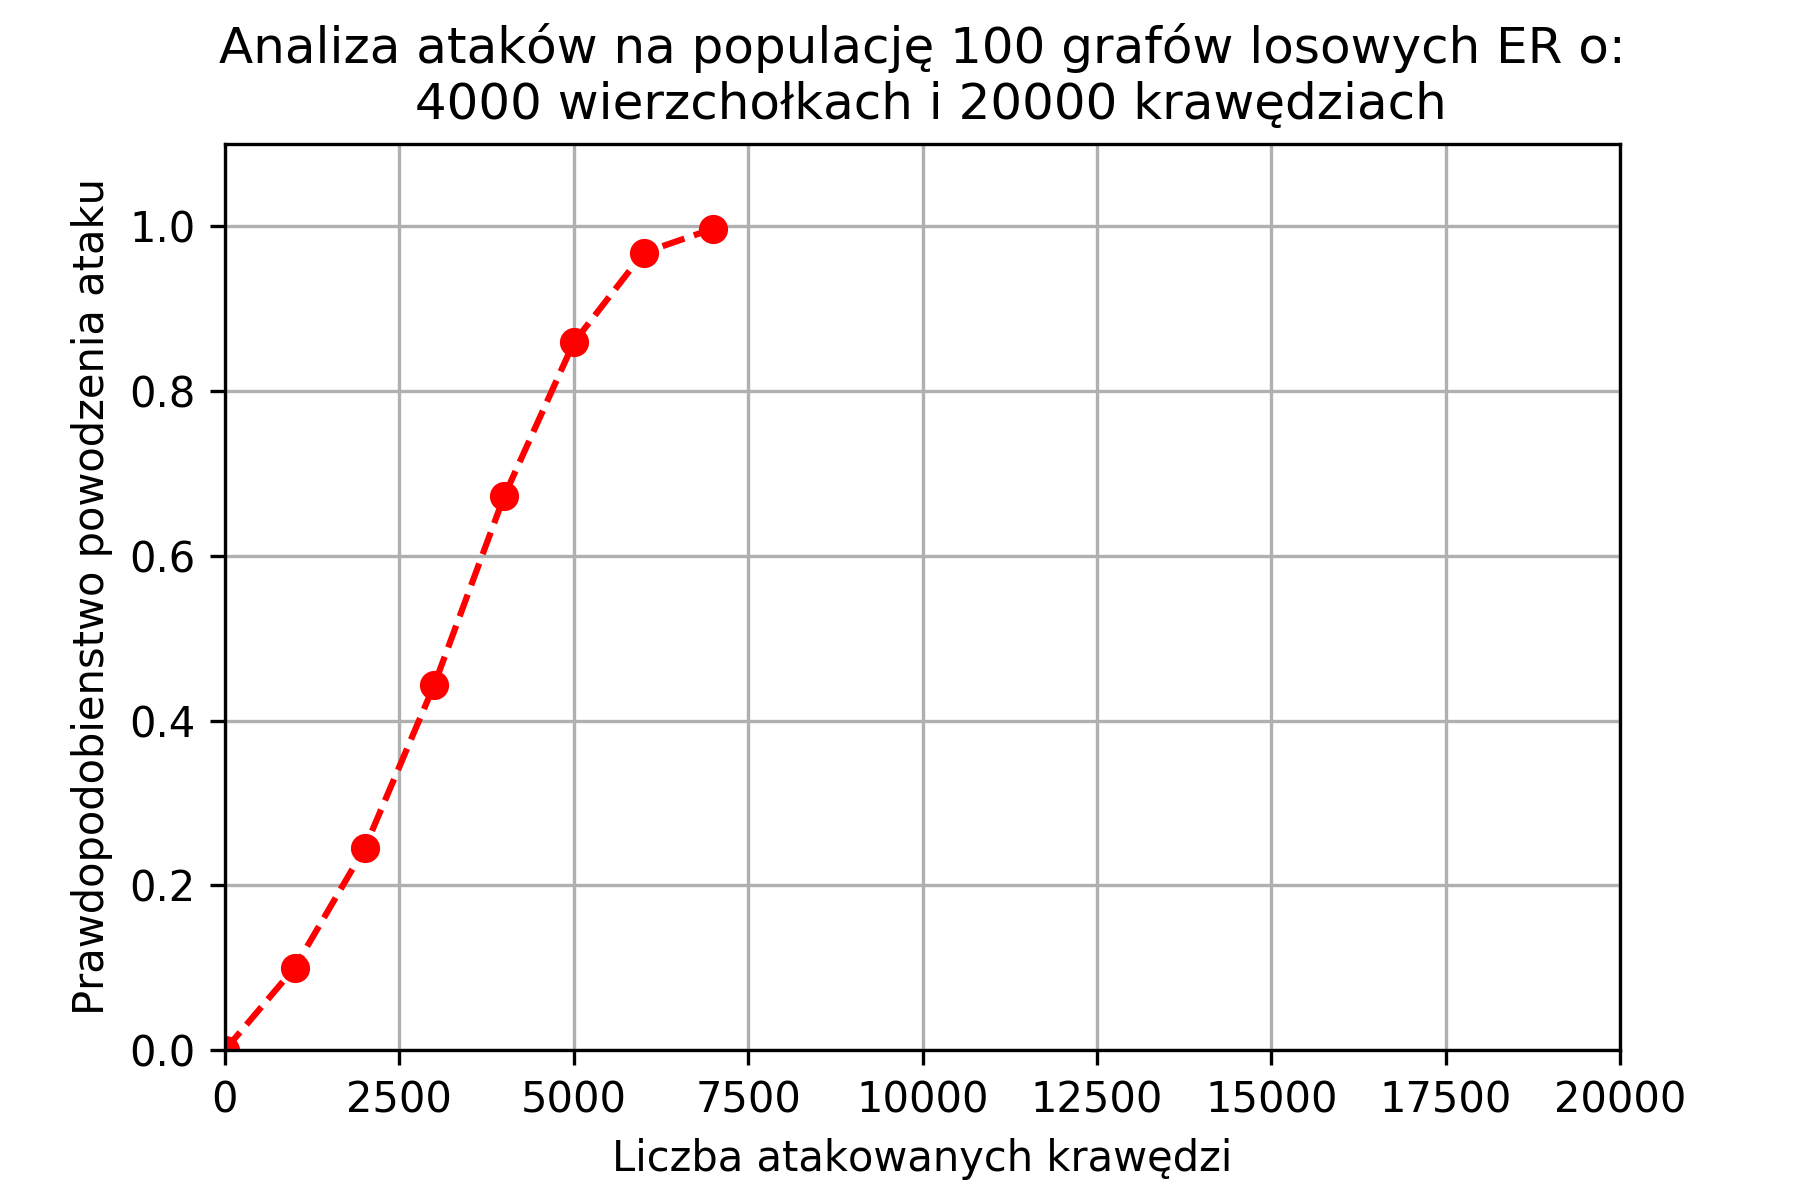 Analiza ataków na populację 100 grafów losowych ER o:
4000 wierzchołkach i 20000 krawędziach
Prawdopodobienstwo powodzenia ataku
1.0
0.8
0.6
0.4
0.2
0.0
0 2500 5000 7500 10000 12500 15000 17500 20000
Liczba atakowanych krawędzi